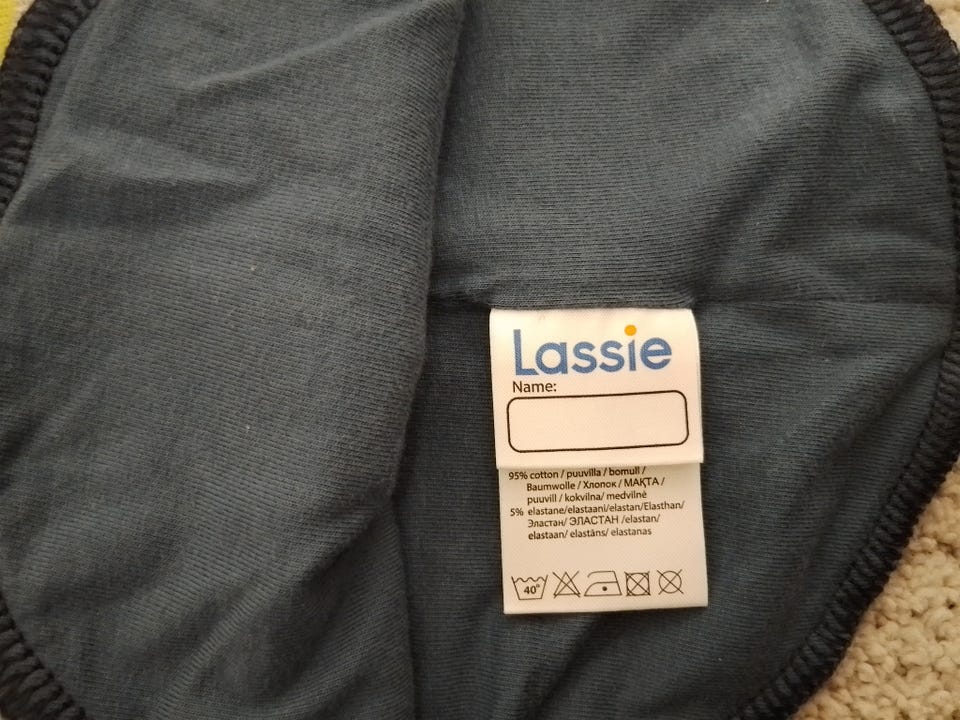 Lassie
Name:
95% cotton / puuvilla / bomull /
Baumwolle / Хлопок / МАҚТА /
puuvill / kokvilna/ medvilnė
5% elastane/elastaani/elastan/Elasthan/
Эластан/ ЭЛАСТАН /elastan/
elastaan/ elastāns/ elastanas
40°